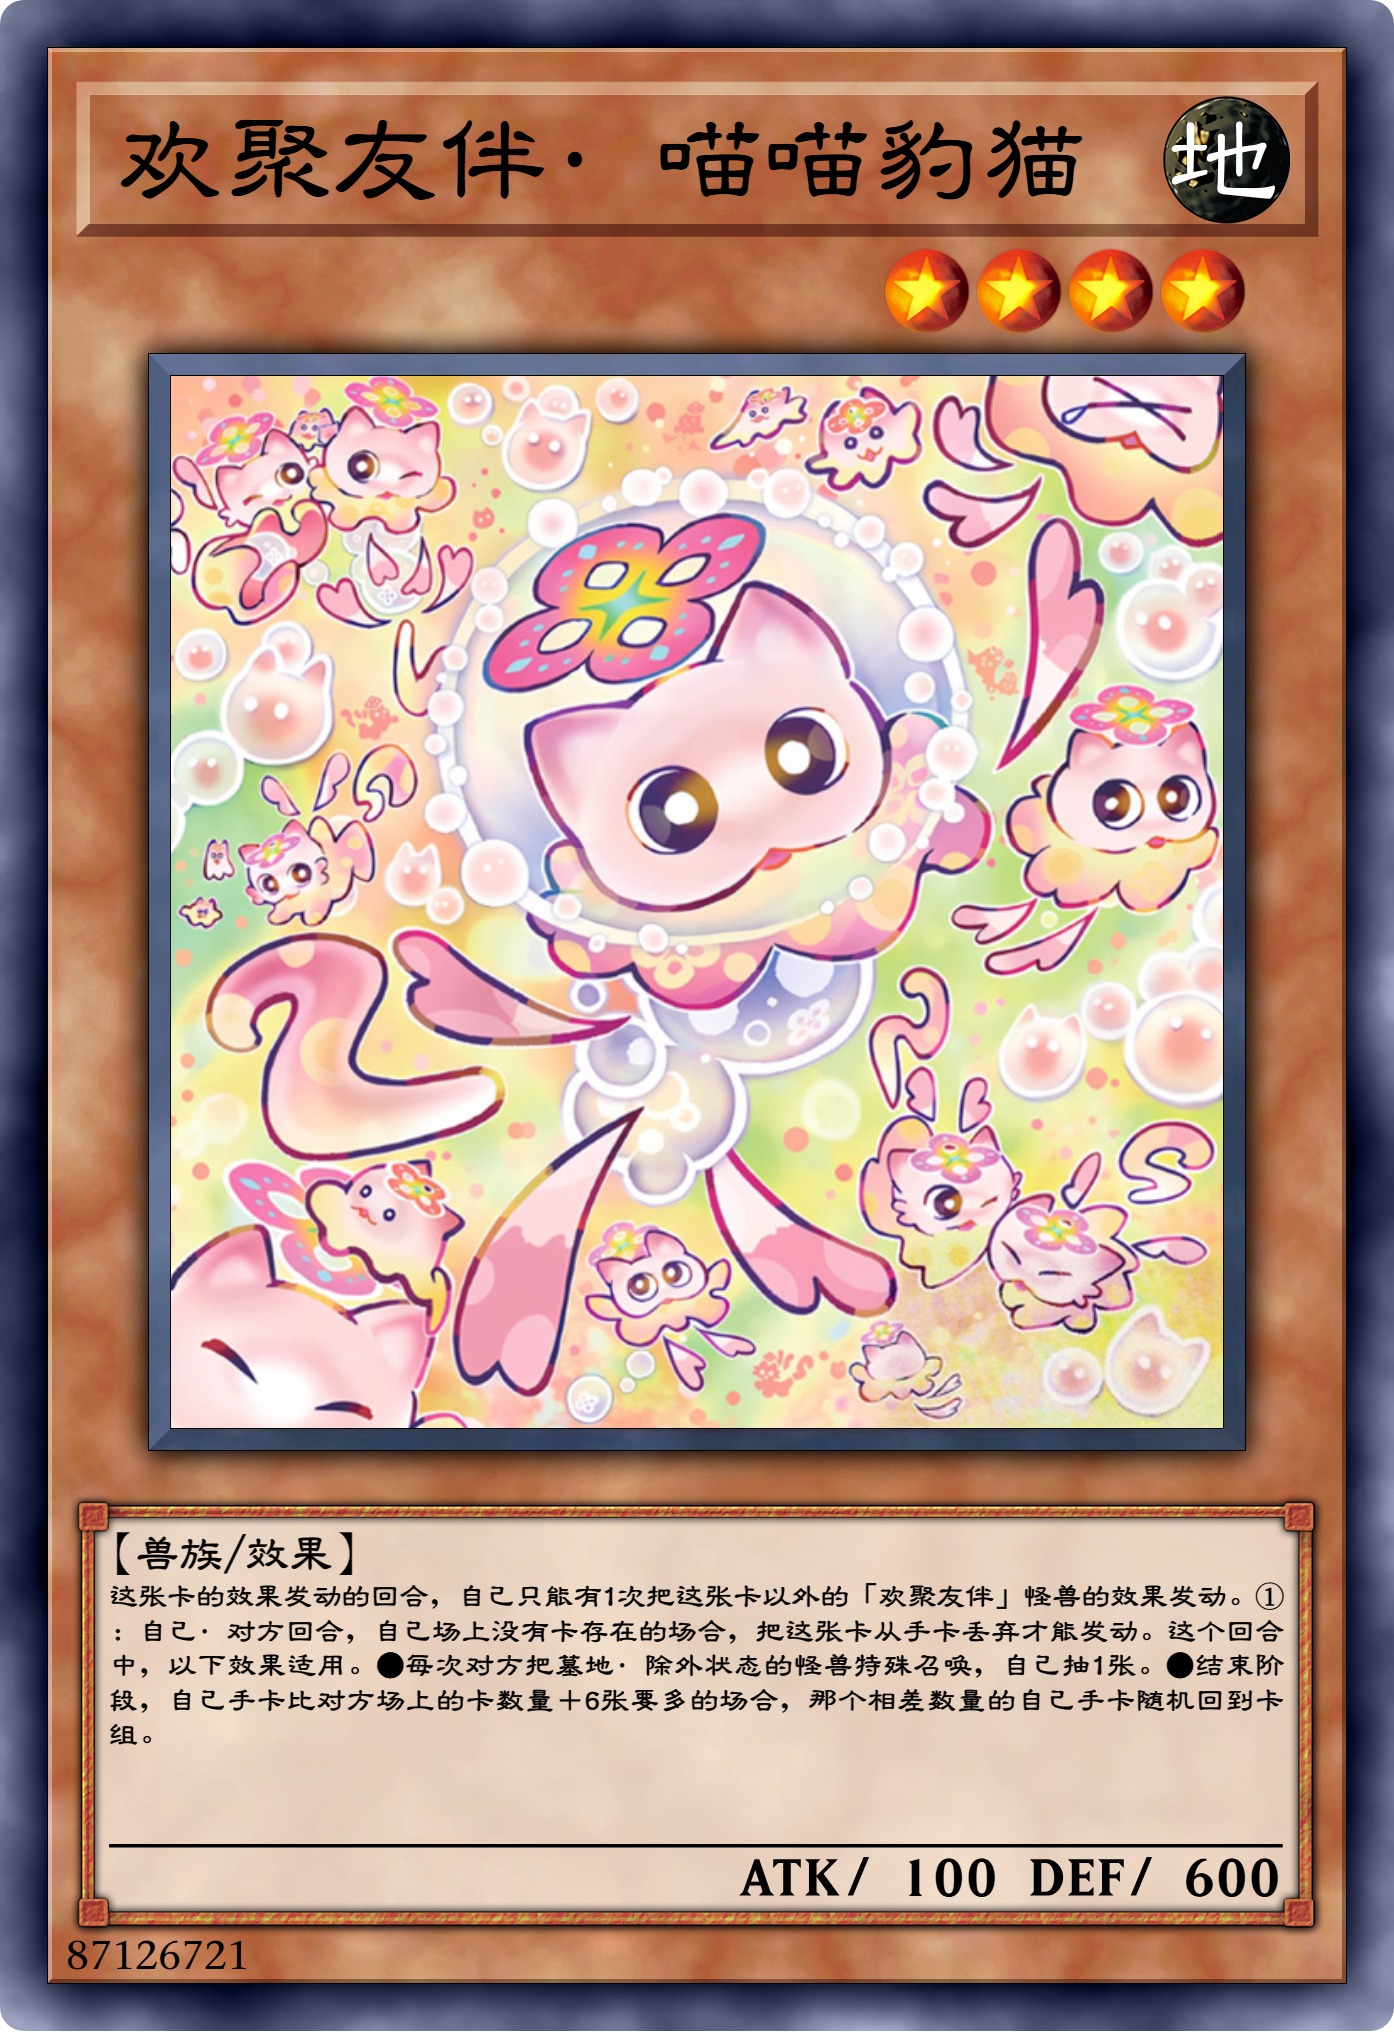 欢聚友伴·喵喵豹猫
地
【兽族/效果】
这张卡的效果发动的回合，自己只能有1次把这张卡以外的「欢聚友伴」怪兽的效果发动。①
：自己·对方回合，自己场上没有卡存在的场合，把这张卡从手卡丢弃才能发动。这个回合
中，以下效果适用。●每次对方把墓地·除外状态的怪兽特殊召唤，自己抽1张。●结束阶
段，自己手卡比对方场上的卡数量＋6张要多的场合，那个相差数量的自己手卡随机回到卡
组。
ATK/ 100 DEF/ 600
87126721